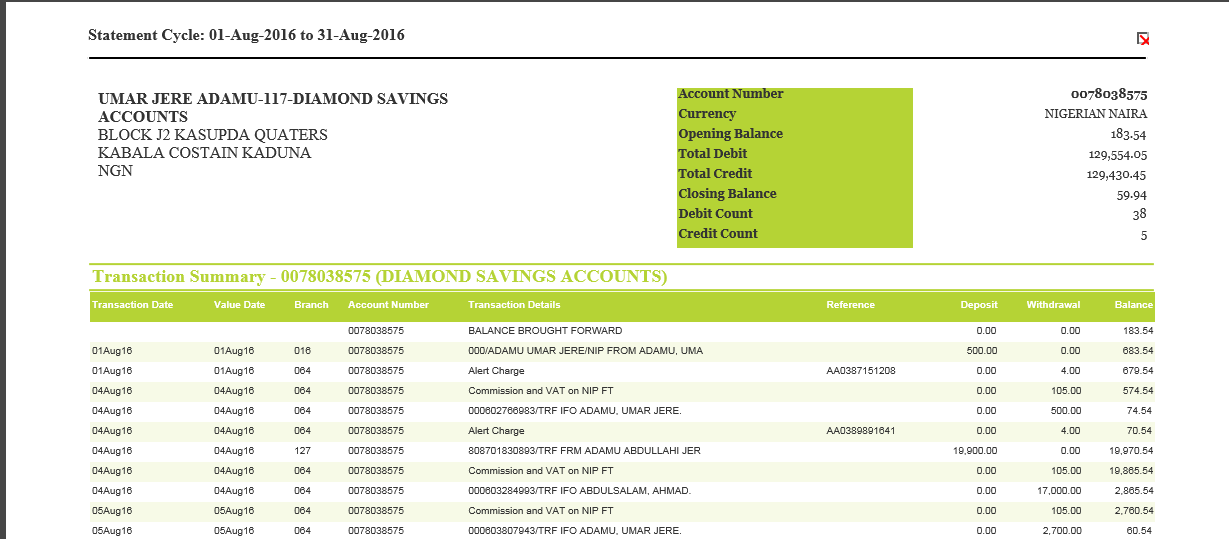 Statement Cycle: 01-Aug-2016 to 31-Aug-2016
UMAR JERE ADAMU-117-DIAMOND SAVINGS
ACCOUNTS
BLOCK J2 KASUPDA QUATERS
KABALA COSTAIN KADUNA
NGN
Account Number 0078038575
Currency NIGERIAN NAIRA
Opening Balance 183.54
Total Debit 129,554.05
Total Credit 129,430.45
Closing Balance 59.94
Debit Count 38
Credit Count 5
Transaction Summary - 0078038575 (DIAMOND SAVINGS ACCOUNTS)
Transaction Date Value Date Branch Account Number Transaction Details Reference Deposit Withdrawal Balance
0078038575 BALANCE BROUGHT FORWARD 0.00 0.00 183.54
01Aug16 01Aug16 016 0078038575 000/ADAMU UMAR JERE/NIP FROM ADAMU, UMA 500.00 0.00 683.54
01Aug16 01Aug16 064 0078038575 Alert Charge AA0387151208 0.00 4.00 679.54
04Aug16 04Aug16 064 0078038575 Commission and VAT on NIP FT 0.00 105.00 574.54
04Aug16 04Aug16 064 0078038575 000602766983/TRF IFO ADAMU, UMAR JERE. 0.00 500.00 74.54
04Aug16 04Aug16 064 0078038575 Alert Charge AA0389891641 0.00 4.00 70.54
04Aug16 04Aug16 127 0078038575 808701830893/TRF FRM ADAMU ABDULLAHI JER 19,900.00 0.00 19,970.54
04Aug16 04Aug16 064 0078038575 Commission and VAT on NIP FT 0.00 105.00 19,865.54
04Aug16 04Aug16 064 0078038575 000603284993/TRF IFO ABDULSALAM, AHMAD. 0.00 17,000.00 2,865.54
05Aug16 05Aug16 064 0078038575 Commission and VAT on NIP FT 0.00 105.00 2,760.54
05Aug16 05Aug16 064 0078038575 000603807943/TRF IFO ADAMU, UMAR JERE. 0.00 2,700.00 60.54